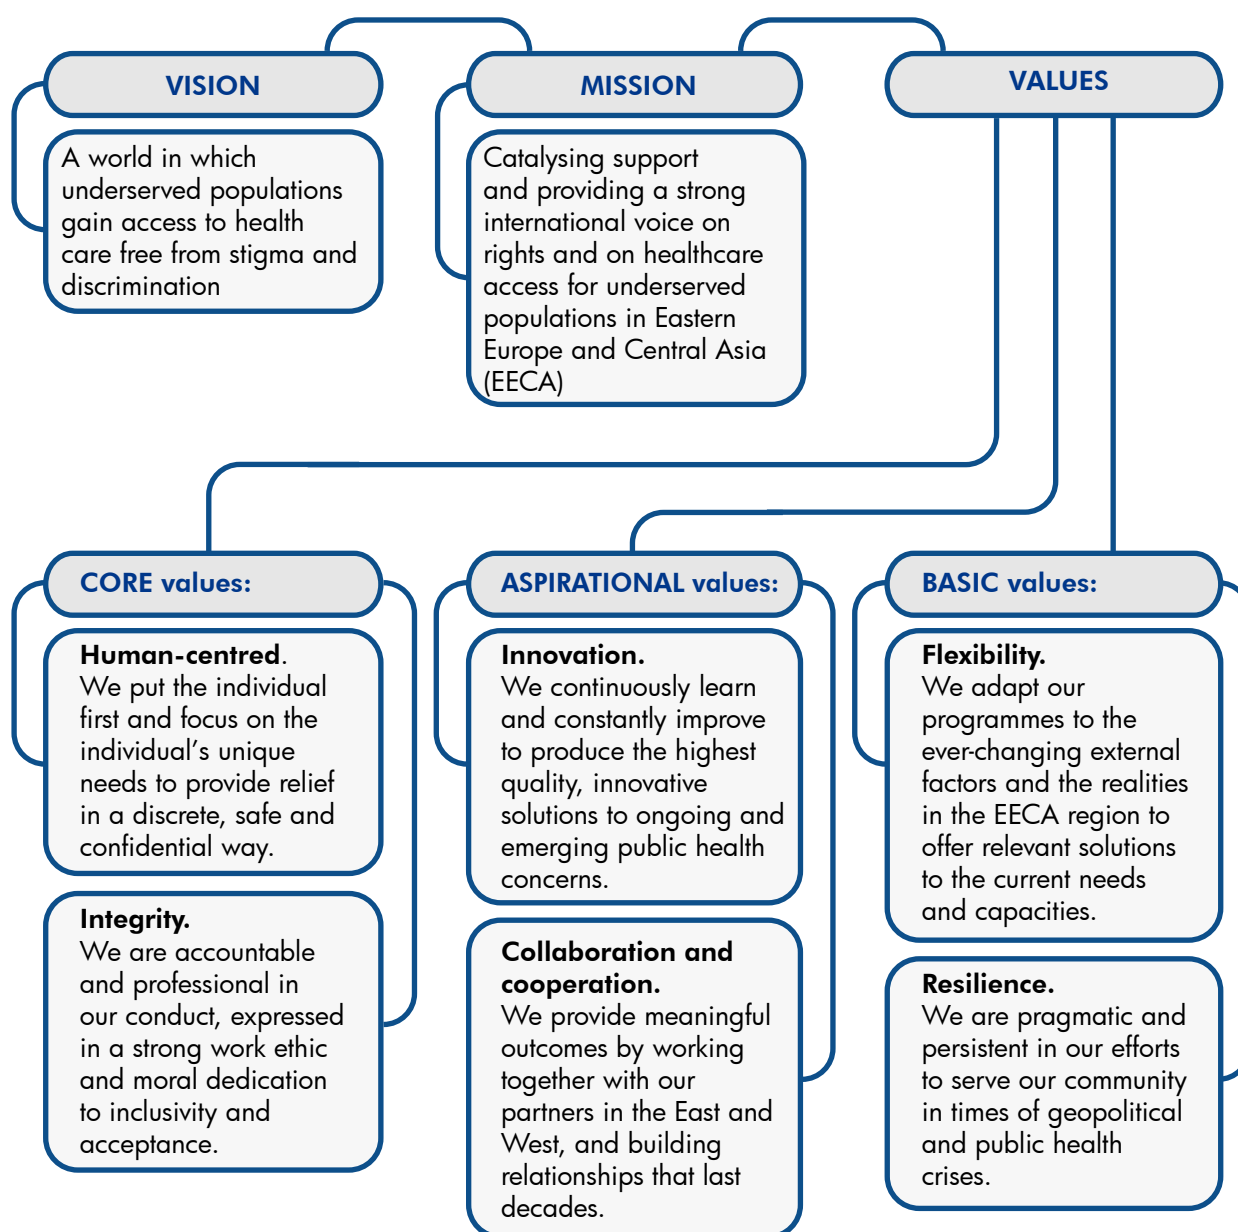 VISION
A world in which
underserved populations
gain access to health
care free from stigma and
discrimination
MISSION
Catalysing support
and providing a strong
international voice on
rights and on healthcare
access for underserved
populations in Eastern
Europe and Central Asia
(EECA)
VALUES
CORE values:
Human-centred.
We put the individual
first and focus on the
individual’s unique
needs to provide relief
in a discrete, safe and
confidential way.
Integrity.
We are accountable
and professional in
our conduct, expressed
in a strong work ethic
and moral dedication
to inclusivity and
acceptance.
ASPIRATIONAL values:
Innovation.
We continuously learn
and constantly improve
to produce the highest
quality, innovative
solutions to ongoing and
emerging public health
concerns.
Collaboration and
cooperation.
We provide meaningful
outcomes by working
together with our
partners in the East and
West, and building
relationships that last
decades.
BASIC values:
Flexibility.
We adapt our
programmes to the
ever-changing external
factors and the realities
in the EECA region to
offer relevant solutions
to the current needs
and capacities.
Resilience.
We are pragmatic and
persistent in our efforts
to serve our community
in times of geopolitical
and public health
crises.